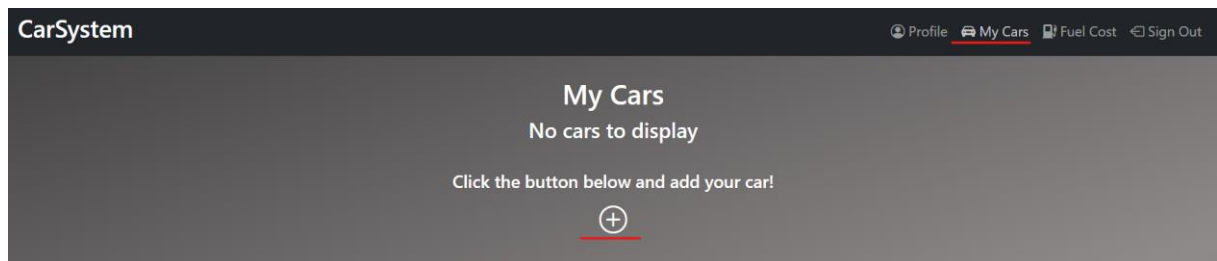 CarSystem
Profile My Cars Fuel Cost Sign Out
My Cars
No cars to display
Click the button below and add your car!